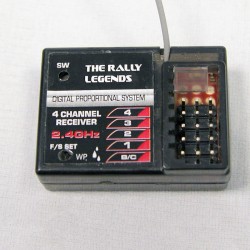 SW
THE RALLY
LEGENDS
DIGITAL PROPORTIONAL SYSTEM
4 CHANNEL
RECEIVER
2.4GHz
F/S SET
WP
4
3
2
1
B/C